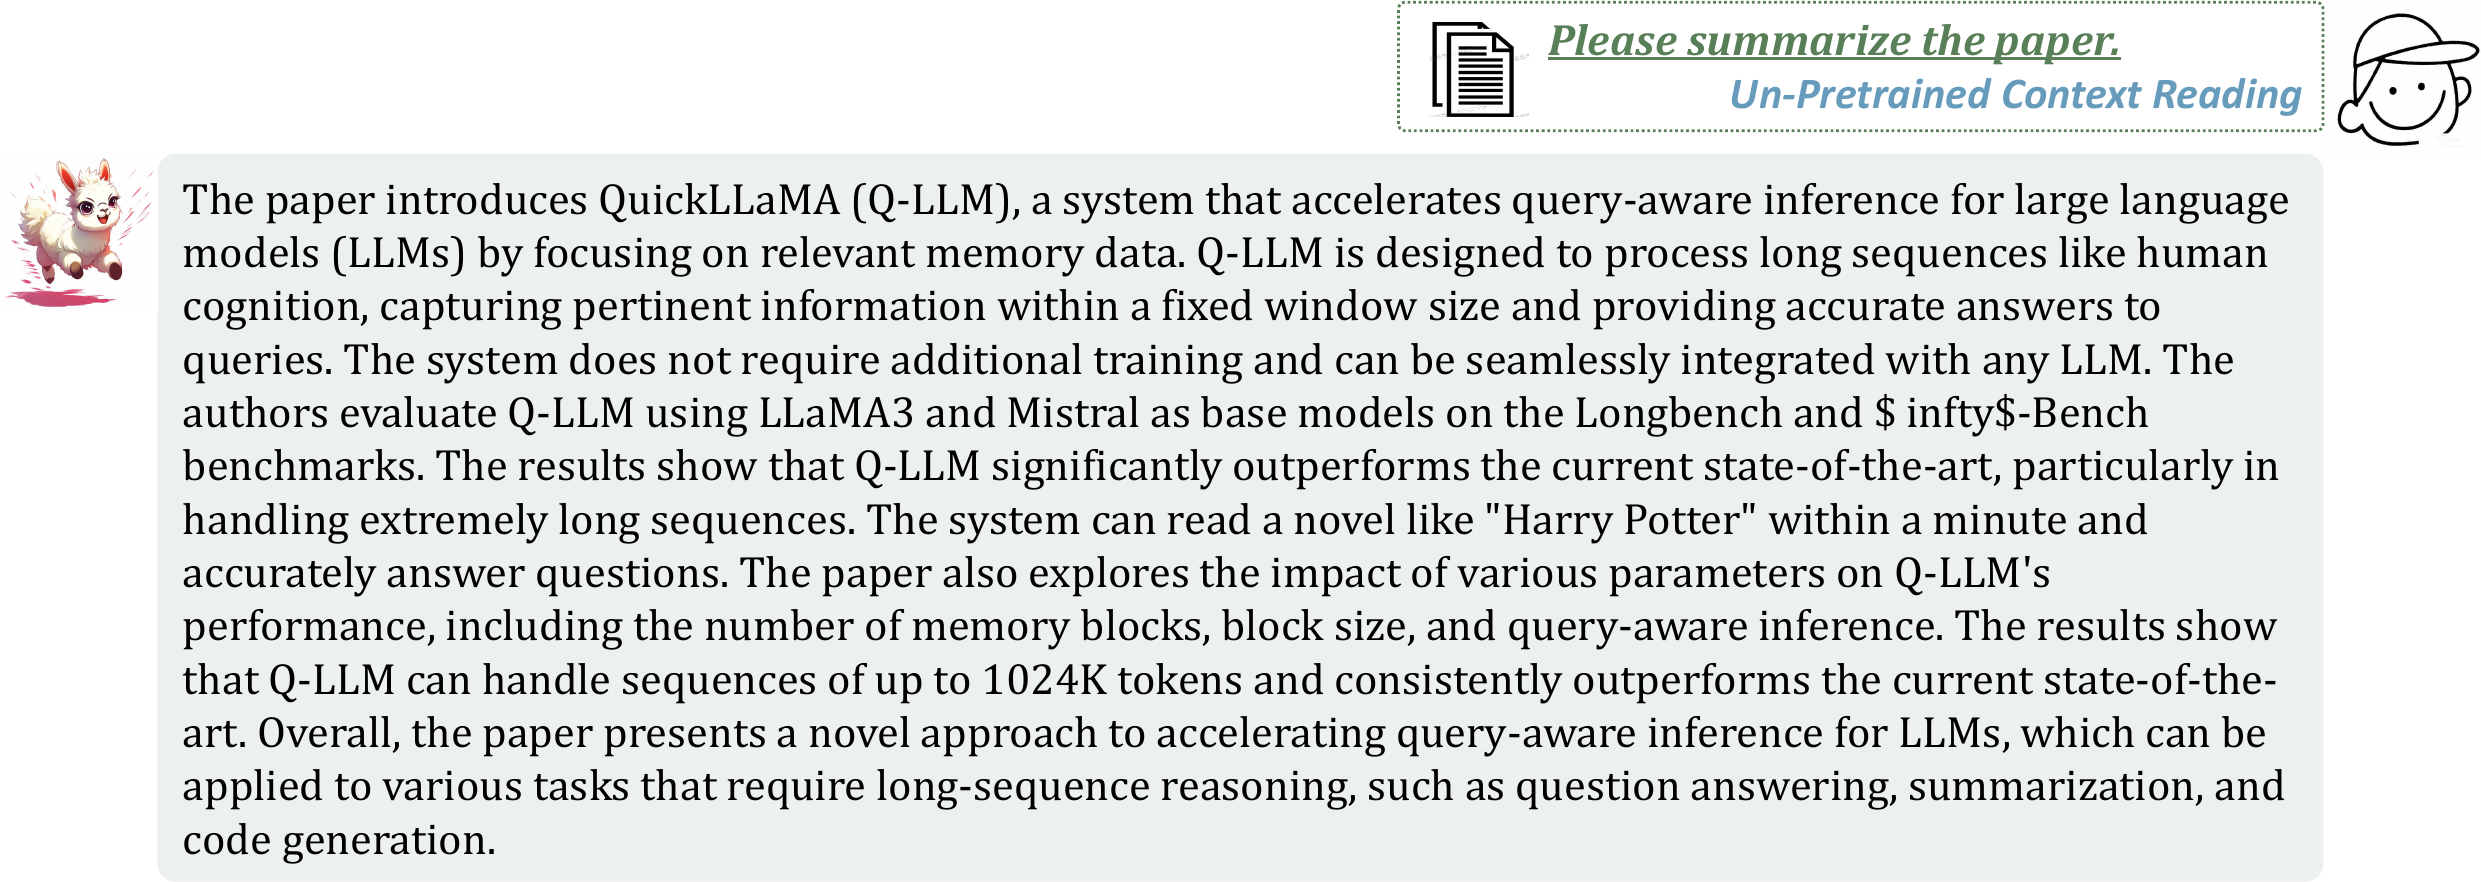 Please summarize the paper.
Un-Pretrained Context Reading
The paper introduces QuickLLaMA (Q-LLM), a system that accelerates query-aware inference for large language
models (LLMs) by focusing on relevant memory data. Q-LLM is designed to process long sequences like human
cognition, capturing pertinent information within a fixed window size and providing accurate answers to
queries. The system does not require additional training and can be seamlessly integrated with any LLM. The
authors evaluate Q-LLM using LLaMA3 and Mistral as base models on the Longbench and $ infty$-Bench
benchmarks. The results show that Q-LLM significantly outperforms the current state-of-the-art, particularly in
handling extremely long sequences. The system can read a novel like "Harry Potter" within a minute and
accurately answer questions. The paper also explores the impact of various parameters on Q-LLM's
performance, including the number of memory blocks, block size, and query-aware inference. The results show
that Q-LLM can handle sequences of up to 1024K tokens and consistently outperforms the current state-of-the-
art. Overall, the paper presents a novel approach to accelerating query-aware inference for LLMs, which can be
applied to various tasks that require long-sequence reasoning, such as question answering, summarization, and
code generation.